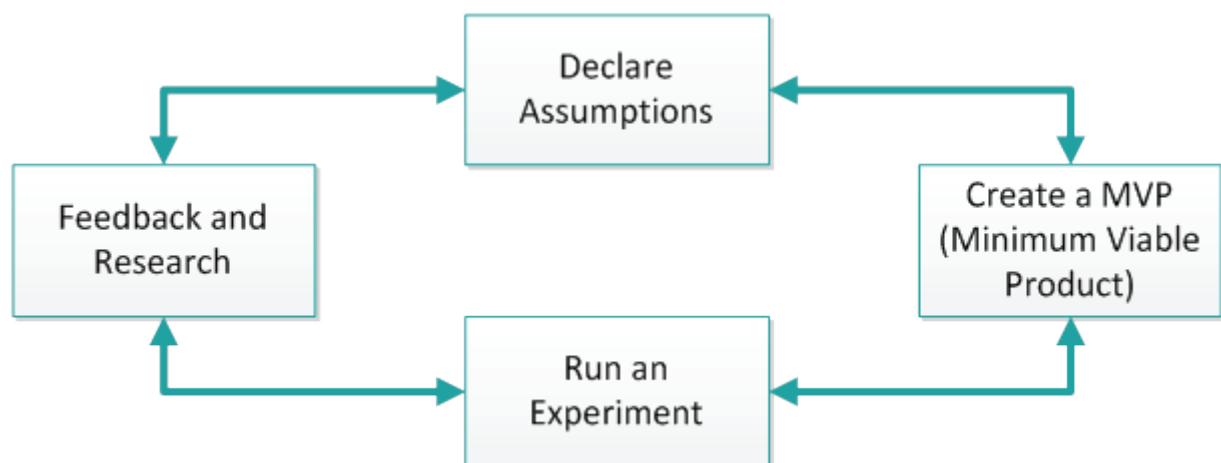 Declare
Assumptions
Feedback and
Research
Create a MVP
(Minimum Viable
Product)
Run an
Experiment